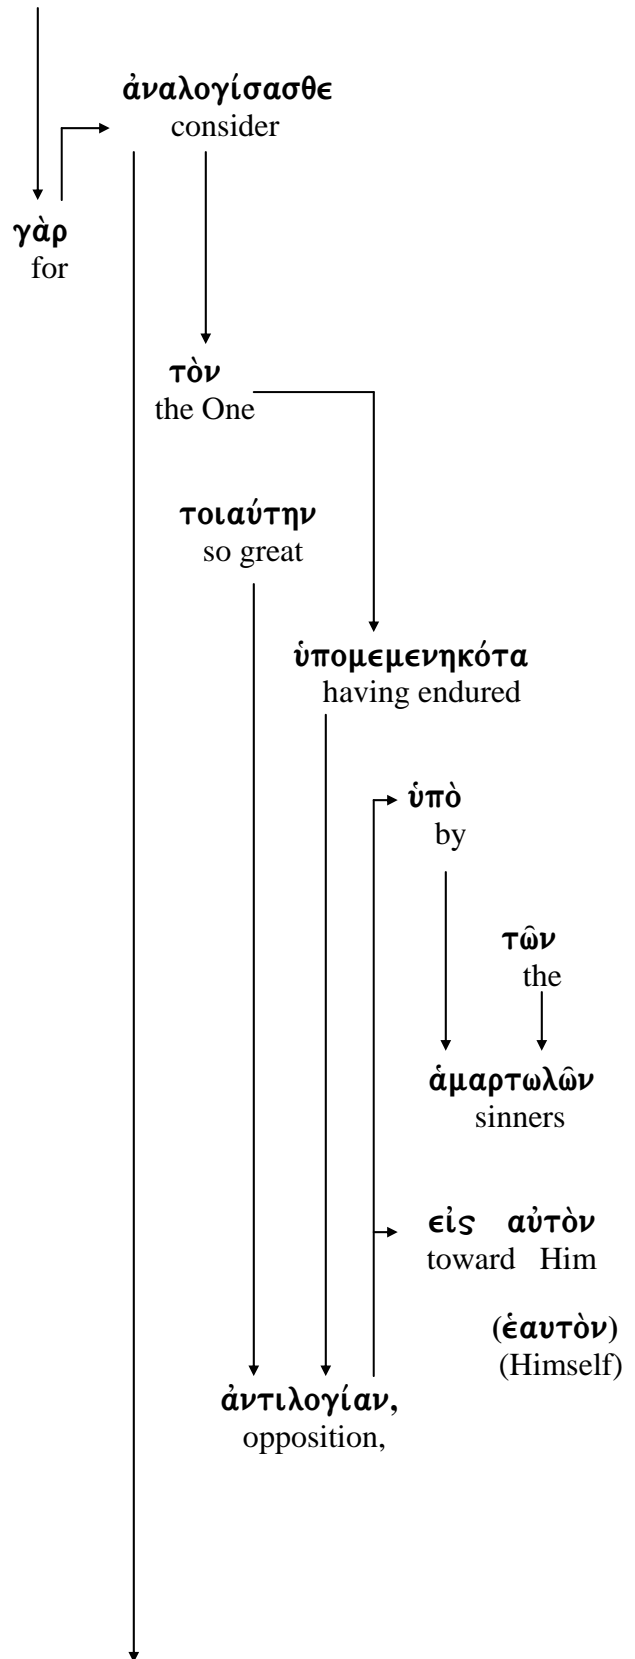 ἀναλογίσασθε
consider
γὰρ
for
τὸν
the One
τοιαύτην
so great
ὑπομεμενηκότα
having endured
ὑπὸ
by
τῶν
the
ἁμαρτωλῶν
sinners
εἰς αὐτὸν
toward Him
(ἑαυτὸν)
(Himself)
ἀντιλογίαν,
opposition,